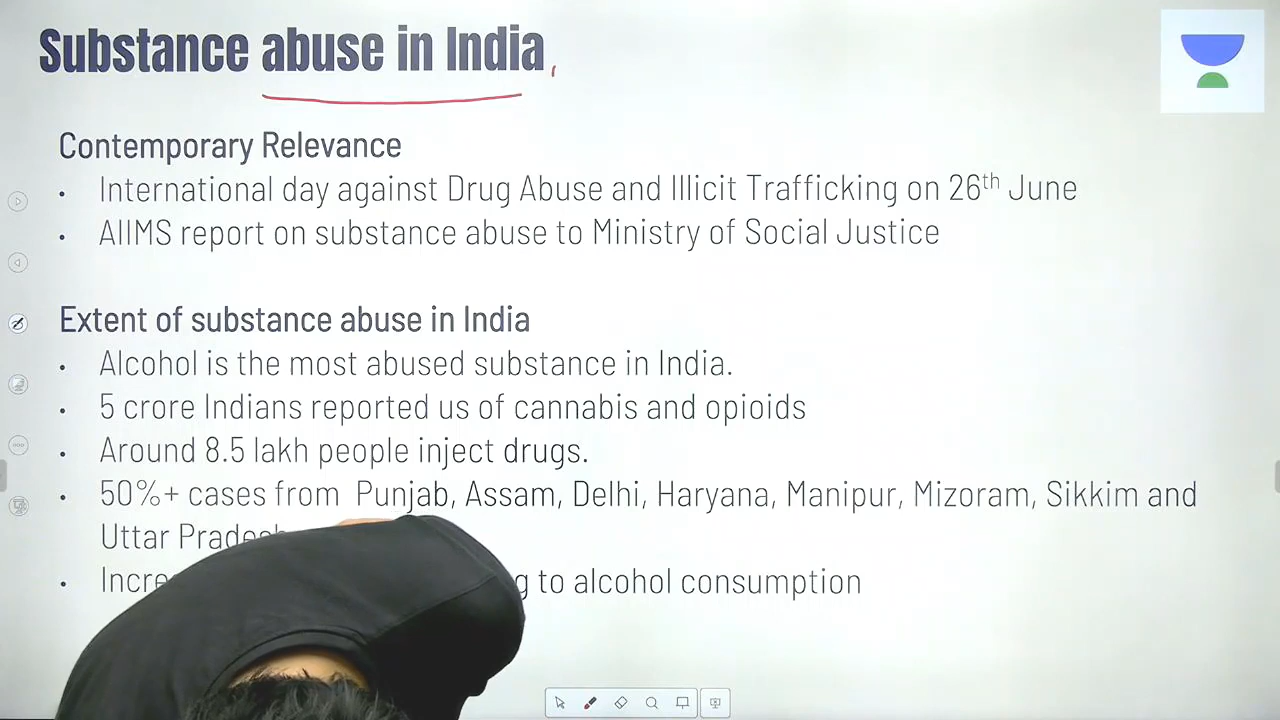 Substance abuse in India
Contemporary Relevance
• International day against Drug Abuse and Illicit Trafficking on 26th June
• AIIMS report on substance abuse to Ministry of Social Justice
Extent of substance abuse in India
• Alcohol is the most abused substance in India.
• 5 crore Indians reported us of cannabis and opioids
• Around 8.5 lakh people inject drugs.
• 50%+ cases from Punjab, Assam, Delhi, Haryana, Manipur, Mizoram, Sikkim and
Uttar
• to alcohol consumption